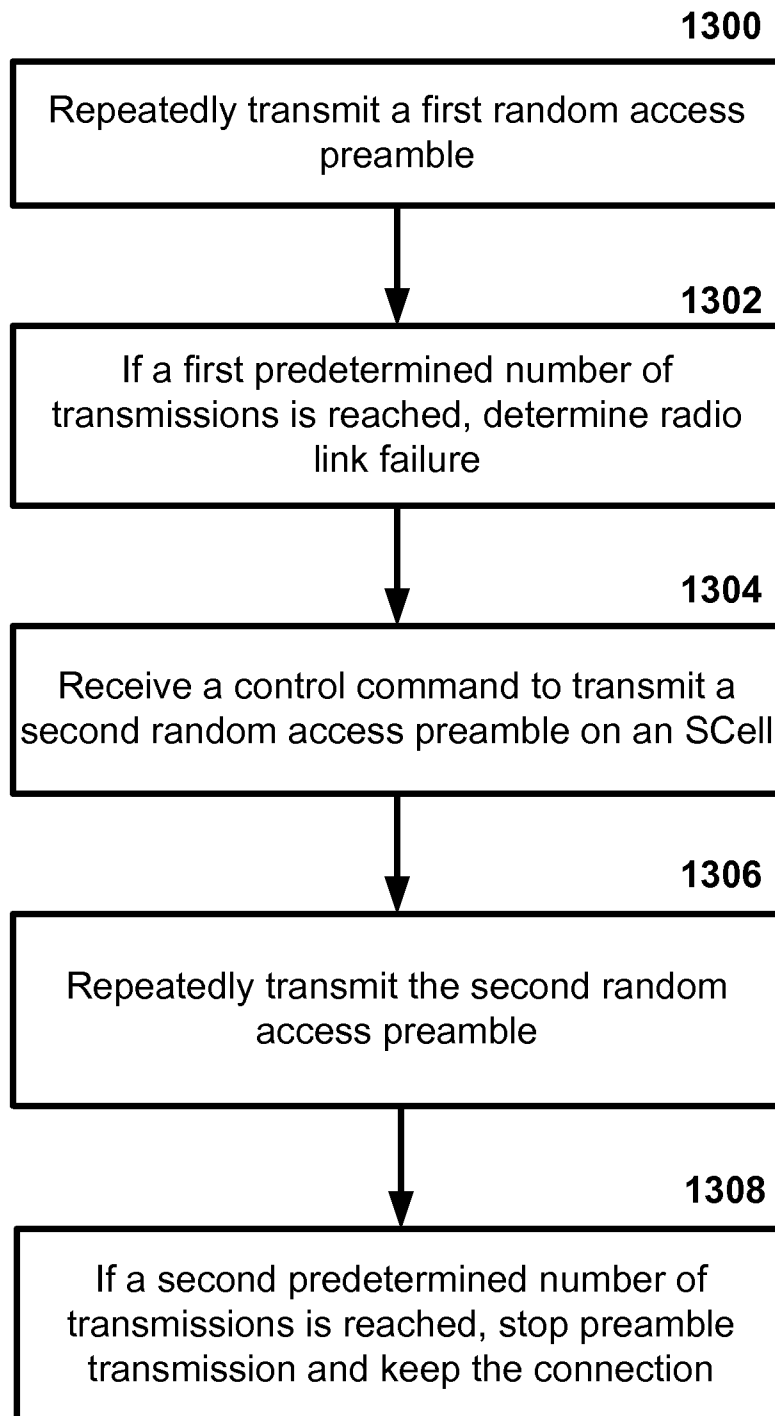 1300
Repeatedly transmit a first random access
preamble
1302
If a first predetermined number of
transmissions is reached, determine radio
link failure
1304
Receive a control command to transmit a
second random access preamble on an SCell
1306
Repeatedly transmit the second random
access preamble
1308
If a second predetermined number of
transmissions is reached, stop preamble
transmission and keep the connection